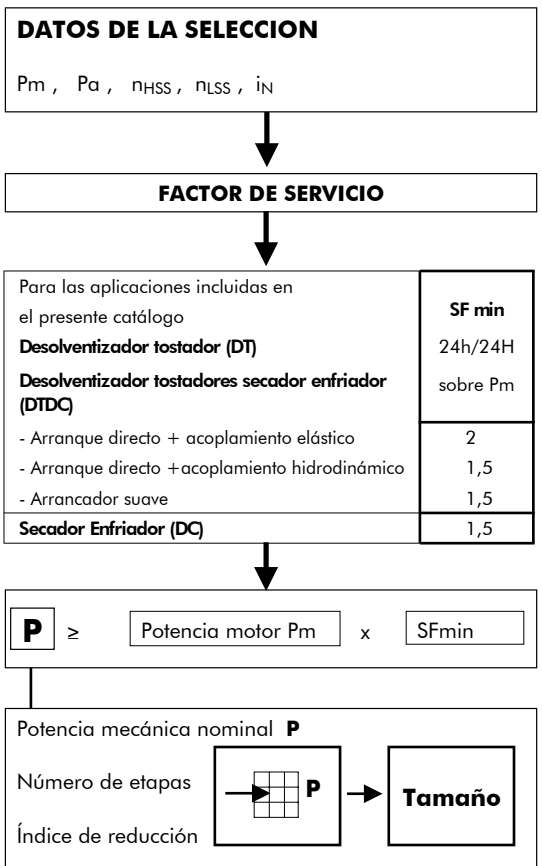 DATOS DE LA SELECCION
Pm , Pa , nHSS , nLSS , iN
FACTOR DE SERVICIO
Para las aplicaciones incluidas en
el presente catálogo
SF min
Desolventizador tostador (DT)
24h/24H
Desolventizador tostadores secador enfriador
(DTDC)
sobre Pm
- Arranque directo + acoplamiento elástico
2
- Arranque directo +acoplamiento hidrodinámico
1,5
- Arrancador suave
1,5
Secador Enfriador (DC)
1,5
P ≥ Potencia motor Pm x SFmin
Potencia mecánica nominal P
Número de etapas
P
Tamaño
Índice de reducción